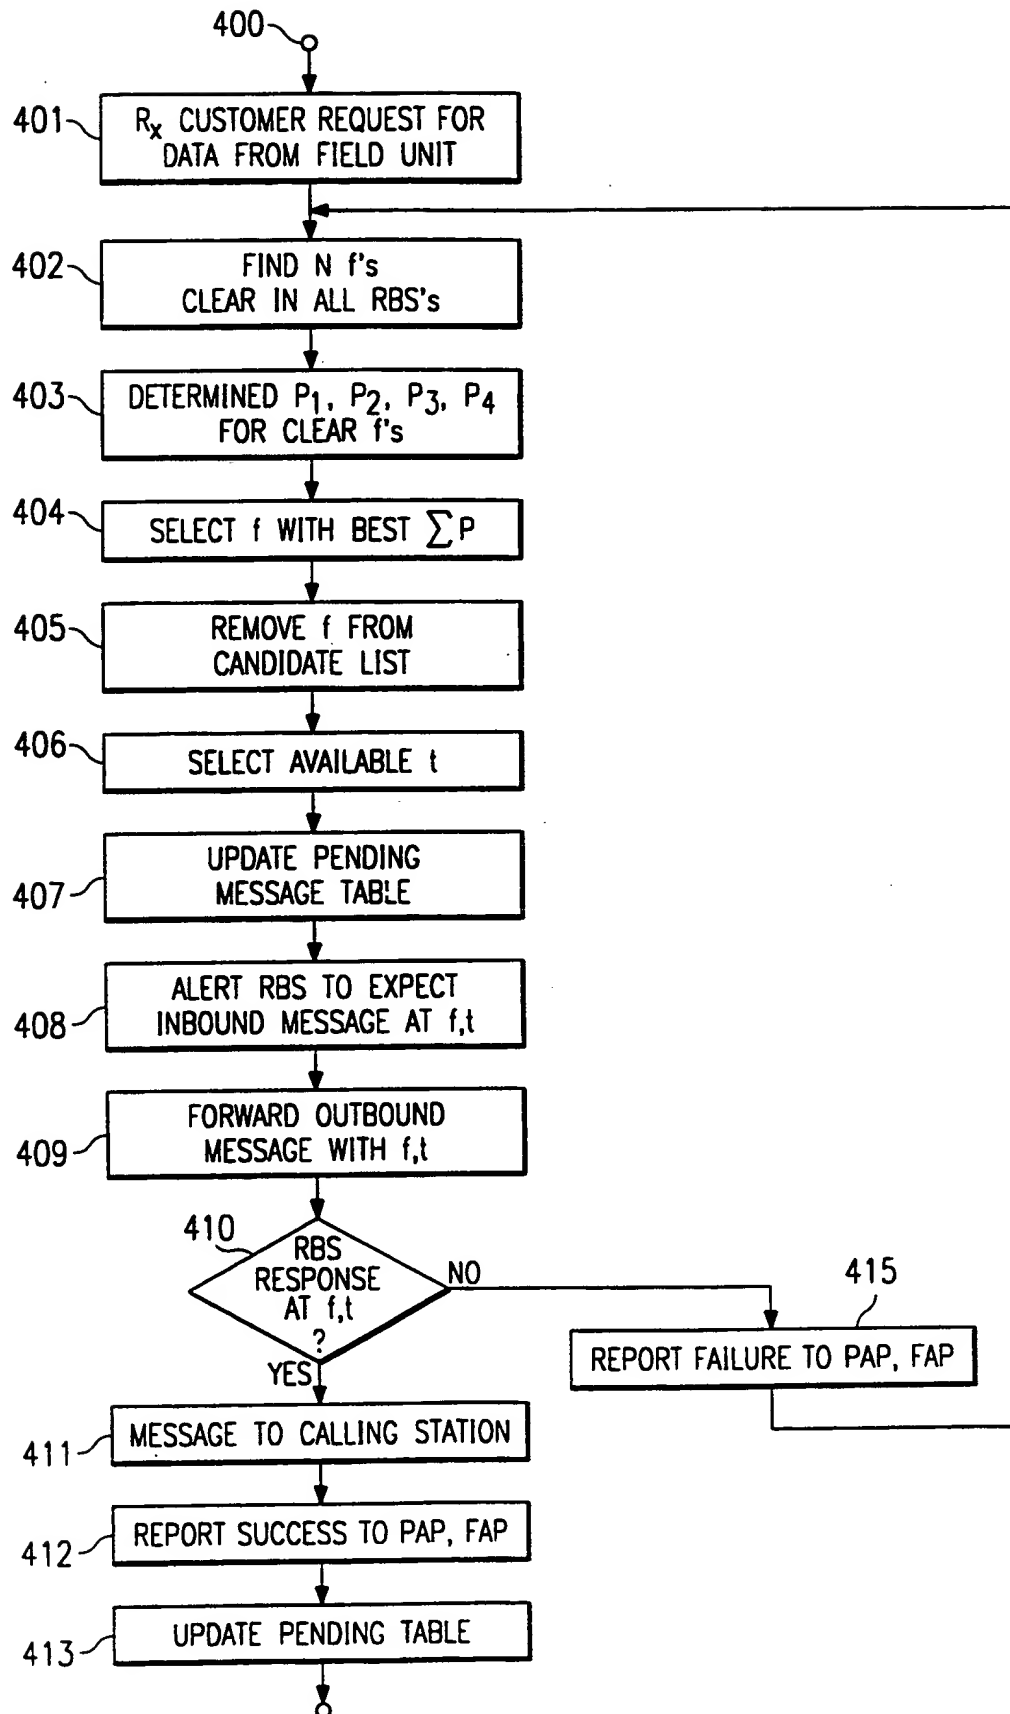 400
401
Rx CUSTOMER REQUEST FOR
DATA FROM FIELD UNIT
402
FIND N f's
CLEAR IN ALL RBS's
403
DETERMINED P1, P2, P3, P4
FOR CLEAR f's
404
SELECT f WITH BEST ∑ P
405
REMOVE f FROM
CANDIDATE LIST
406
SELECT AVAILABLE t
407
UPDATE PENDING
MESSAGE TABLE
408
ALERT RBS TO EXPECT
INBOUND MESSAGE AT f,t
409
FORWARD OUTBOUND
MESSAGE WITH f,t
410
RBS
RESPONSE
AT f,t
?
NO
YES
415
REPORT FAILURE TO PAP, FAP
411
MESSAGE TO CALLING STATION
412
REPORT SUCCESS TO PAP, FAP
413
UPDATE PENDING TABLE